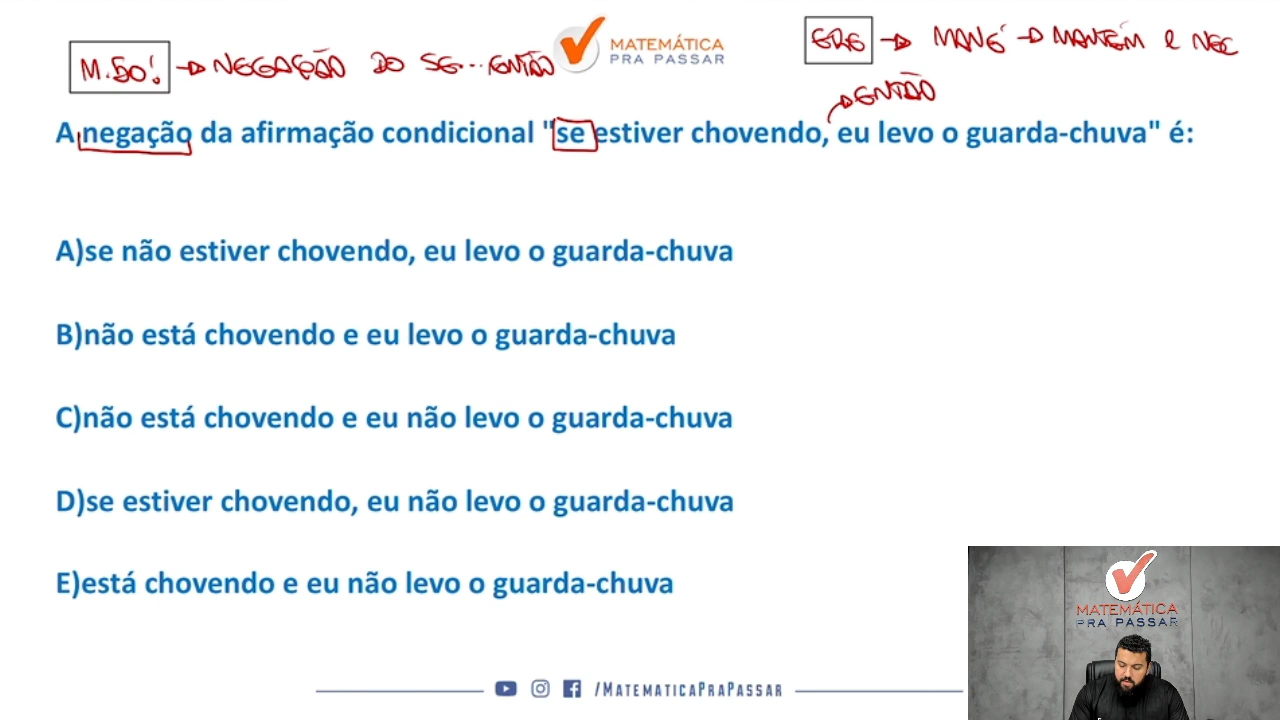 M.50! → NEGAÇÃO DO SE... ENTÃO
MATEMÁTICA
PRA PASSAR
→ MANÉ → MANTÉM e NEG
ENTÃO
A negação da afirmação condicional "se estiver chovendo, eu levo o guarda-chuva" é:
A)se não estiver chovendo, eu levo o guarda-chuva
B)não está chovendo e eu levo o guarda-chuva
C)não está chovendo e eu não levo o guarda-chuva
D)se estiver chovendo, eu não levo o guarda-chuva
E)está chovendo e eu não levo o guarda-chuva
MATEMÁTICA
PRA PASSAR
/MATEMATICAPRAPASSAR